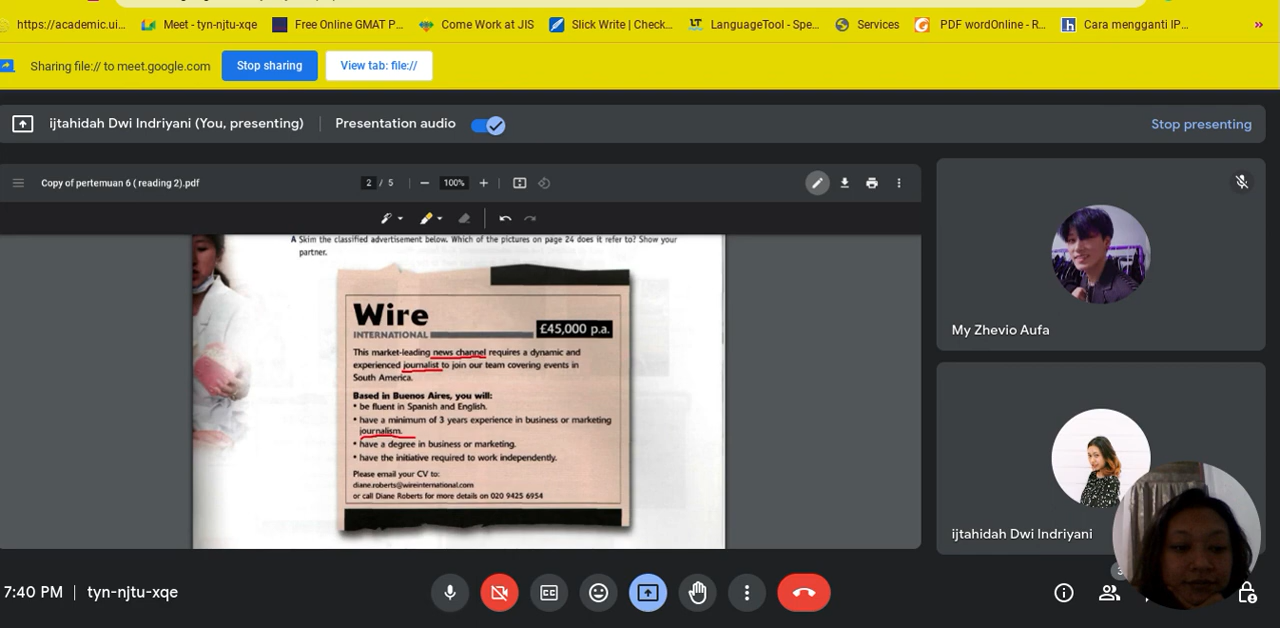 https://academic.ui...
Meet - tyn-njtu-xqe
Free Online GMAT P...
Come Work at JIS
Slick Write | Check...
LanguageTool - Spe...
Services
PDF wordOnline - R...
Cara mengganti IP...
Sharing file:// to meet.google.com
Stop sharing
View tab: file://
ijtahidah Dwi Indriyani (You, presenting)
Presentation audio
Stop presenting
Copy of pertemuan 6 ( reading 2).pdf
2 / 5
100%
A Skim the classified advertisement below. Which of the pictures on page 24 does it refer to? Show your
partner.
Wire
INTERNATIONAL
£45,000 p.a.
This market-leading news channel requires a dynamic and
experienced journalist to join our team covering events in
South America.
Based in Buenos Aires, you will:
• be fluent in Spanish and English.
• have a minimum of 3 years experience in business or marketing
journalism.
• have a degree in business or marketing.
• have the initiative required to work independently.
Please email your CV to:
diane.roberts@wireinternational.com
or call Diane Roberts for more details on 020 9425 6954
My Zhevio Aufa
ijtahidah Dwi Indriyani
7:40 PM | tyn-njtu-xqe